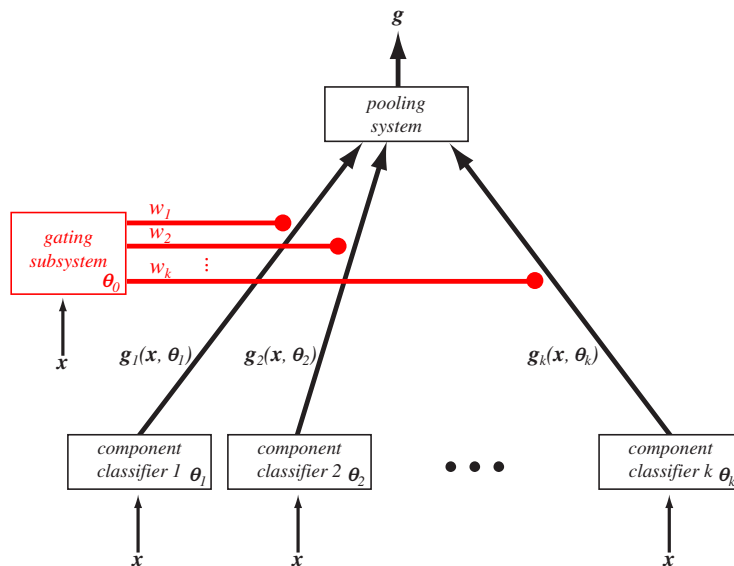 g
pooling
system
w₁
w₂
wₖ ⋮
gating
subsystem
θ₀
x
g₁(x, θ₁)
g₂(x, θ₂)
gₖ(x, θₖ)
component
classifier 1 θ₁
component
classifier 2 θ₂
• • •
component
classifier k θₖ
x
x
x